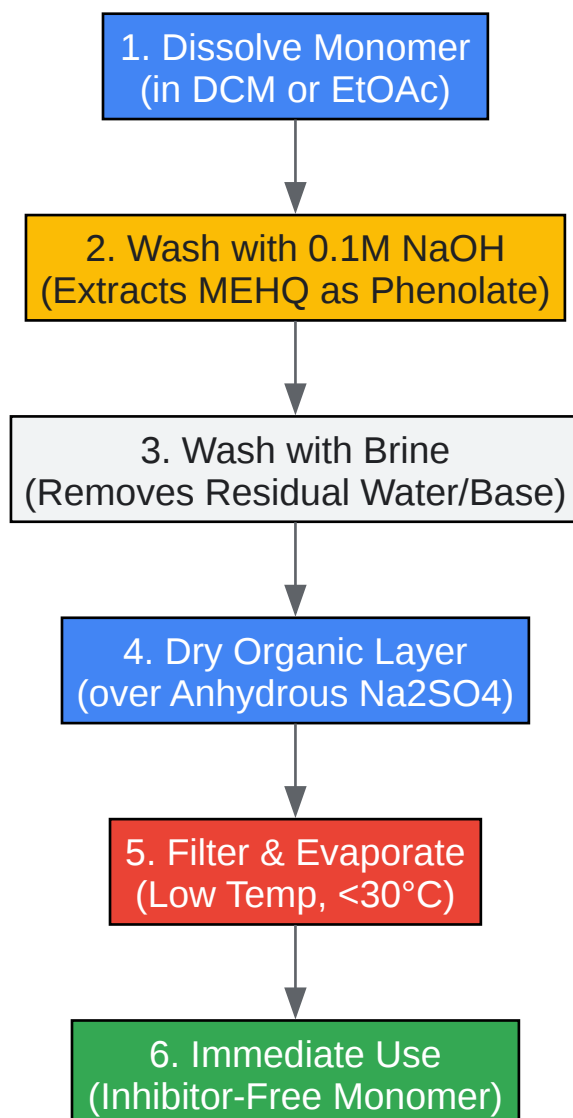 1. Dissolve Monomer
(in DCM or EtOAc)
2. Wash with 0.1M NaOH
(Extracts MEHQ as Phenolate)
3. Wash with Brine
(Removes Residual Water/Base)
4. Dry Organic Layer
(over Anhydrous Na2SO4)
5. Filter & Evaporate
(Low Temp, <30°C)
6. Immediate Use
(Inhibitor-Free Monomer)